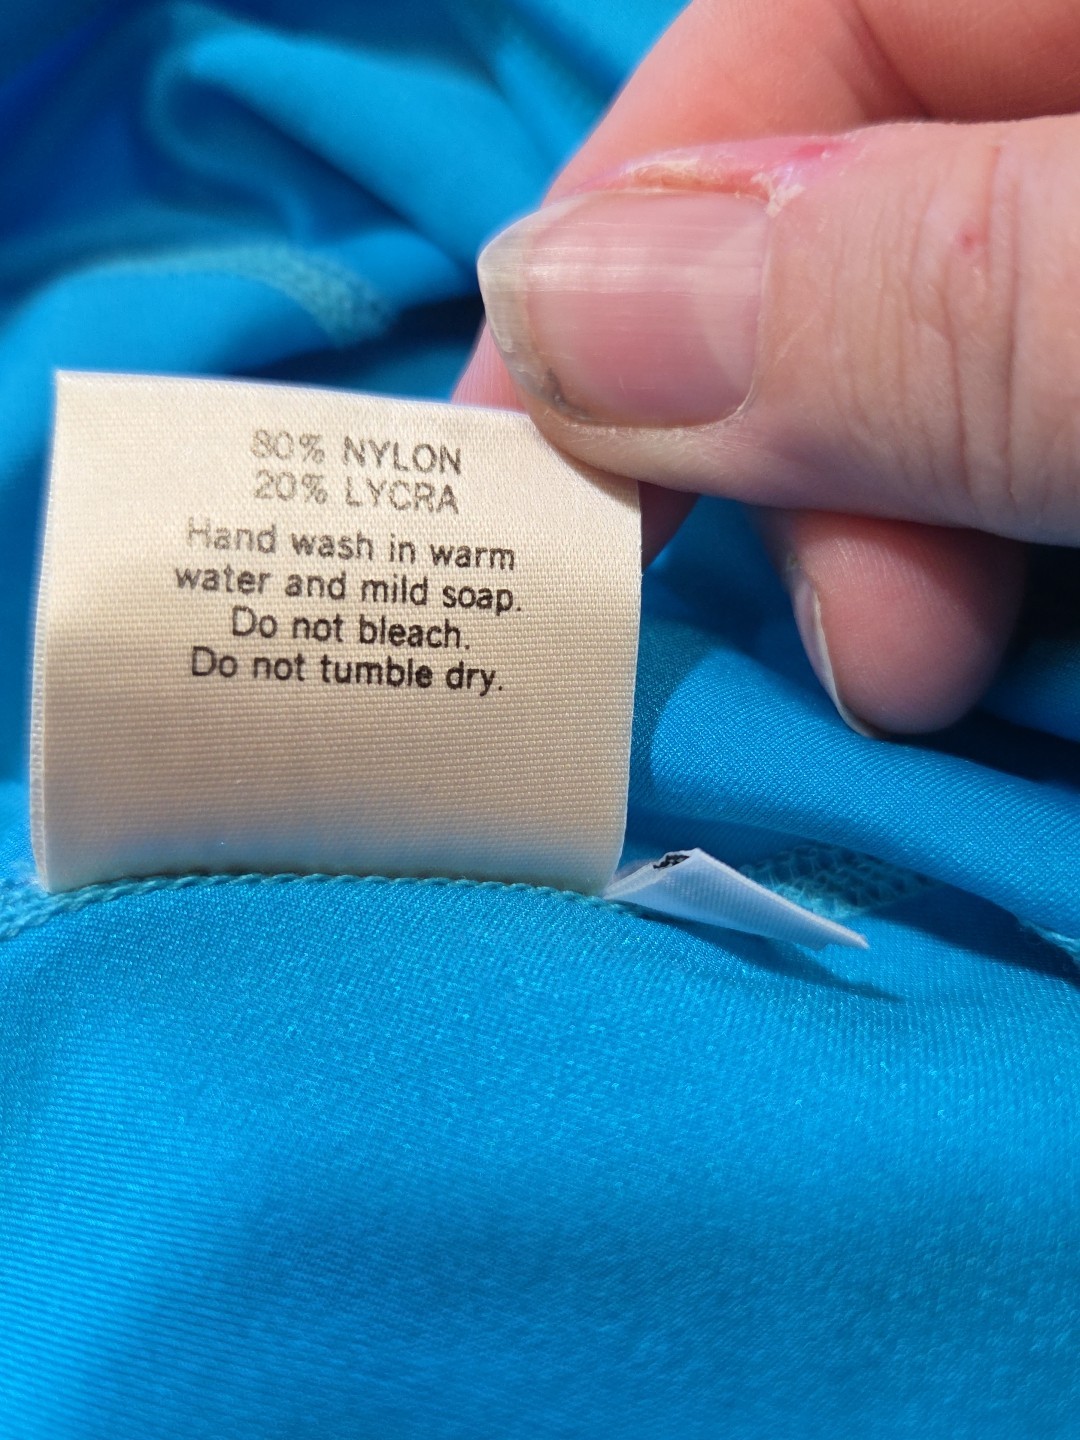 80% NYLON
20% LYCRA
Hand wash in warm
water and mild soap.
Do not bleach.
Do not tumble dry.